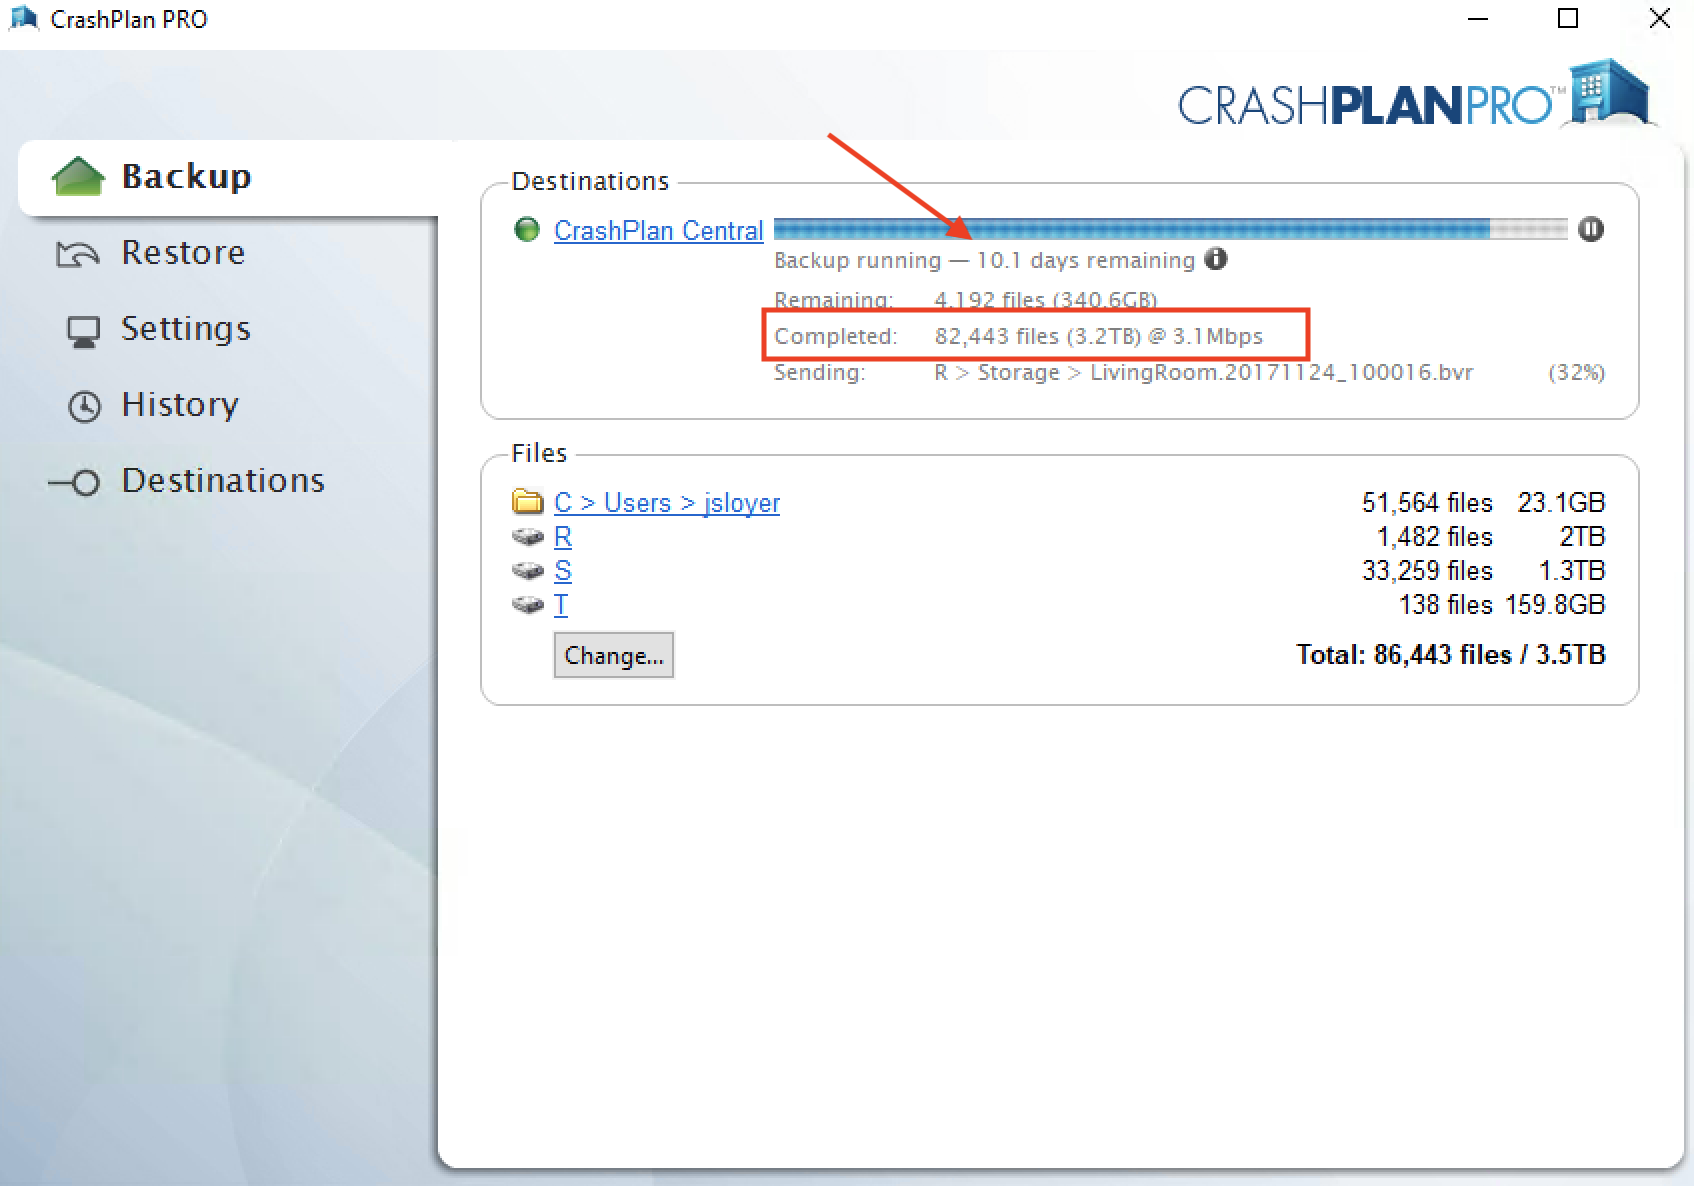 CrashPlan PRO
CRASHPLANPRO™
Backup
Restore
Settings
History
Destinations
Destinations
CrashPlan Central
Backup running — 10.1 days remaining
Remaining: 4,192 files (340.6GB)
Completed: 82,443 files (3.2TB) @ 3.1Mbps
Sending: R > Storage > LivingRoom.20171124_100016.bvr (32%)
Files
C > Users > jsloyer 51,564 files 23.1GB
R 1,482 files 2TB
S 33,259 files 1.3TB
T 138 files 159.8GB
Change...
Total: 86,443 files / 3.5TB